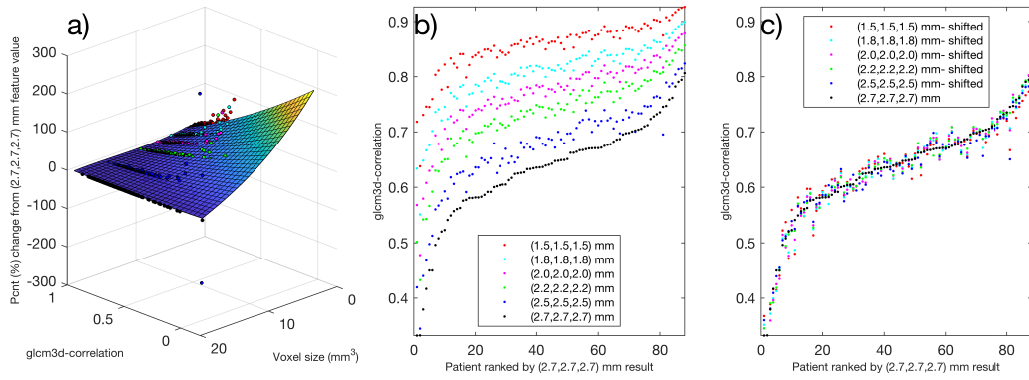 a)
300
200
100
0
-100
-200
-300
Pcnt (%) change from (2.7,2.7,2.7) mm feature value
1
0.5
0
glcm3d-correlation
20
10
0
Voxel size (mm³)
b)
0.9
0.8
0.7
0.6
0.5
0.4
glcm3d-correlation
(1.5,1.5,1.5) mm
(1.8,1.8,1.8) mm
(2.0,2.0,2.0) mm
(2.2,2.2,2.2) mm
(2.5,2.5,2.5) mm
(2.7,2.7,2.7) mm
0 20 40 60 80
Patient ranked by (2.7,2.7,2.7) mm result
c)
0.9
0.8
0.7
0.6
0.5
0.4
glcm3d-correlation
(1.5,1.5,1.5) mm- shifted
(1.8,1.8,1.8) mm- shifted
(2.0,2.0,2.0) mm- shifted
(2.2,2.2,2.2) mm- shifted
(2.5,2.5,2.5) mm- shifted
(2.7,2.7,2.7) mm
0 20 40 60 80
Patient ranked by (2.7,2.7,2.7) mm result